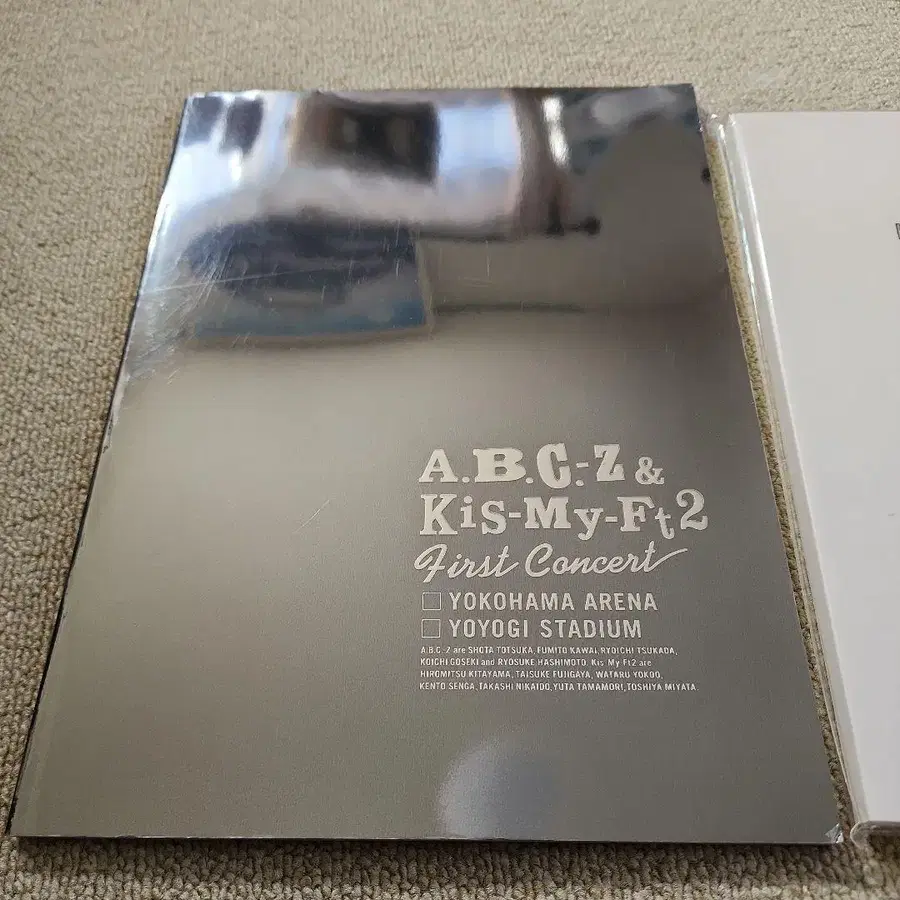 A.B.C.-Z &
Kis-My-Ft2
First Concert
□ YOKOHAMA ARENA
□ YOYOGI STADIUM
A.B.C.-Z are SHOTA TOTSUKA, FUMITO KAWAI, RYOICHI TSUKADA,
KOICHI GOSEKI and RYOSUKE HASHIMOTO. Kis-My-Ft2 are
HIROMITSU KITAYAMA, TAISUKE FUJIGAYA, WATARU YOKOO,
KENTO SENGA, TAKASHI NIKAIDO, YUTA TAMAMORI, TOSHIYA MIYATA.